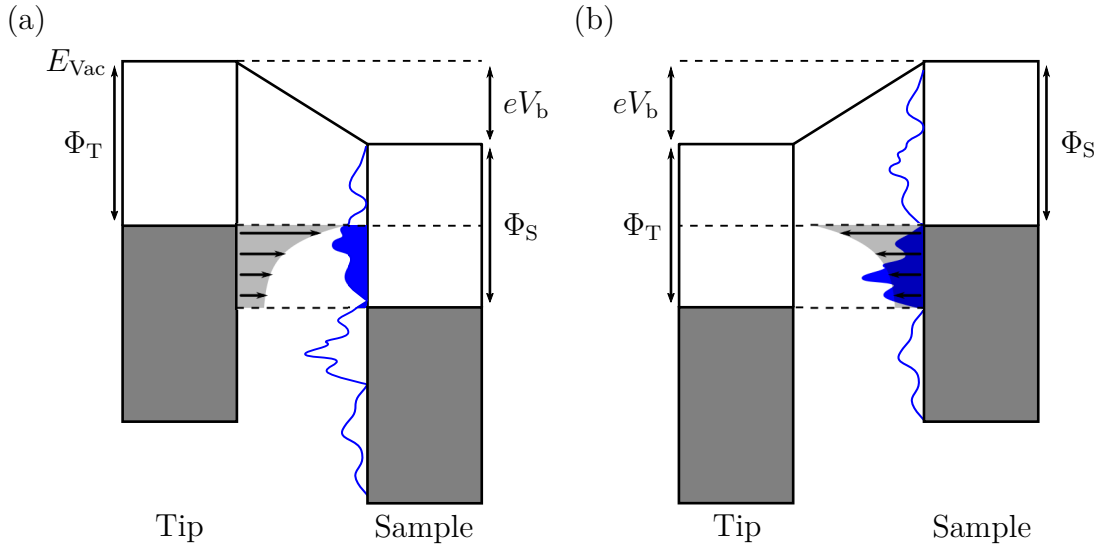 (a)
(b)
E_Vac
eV_b
eV_b
Φ_T
Φ_S
Φ_S
Φ_T
Tip
Sample
Tip
Sample